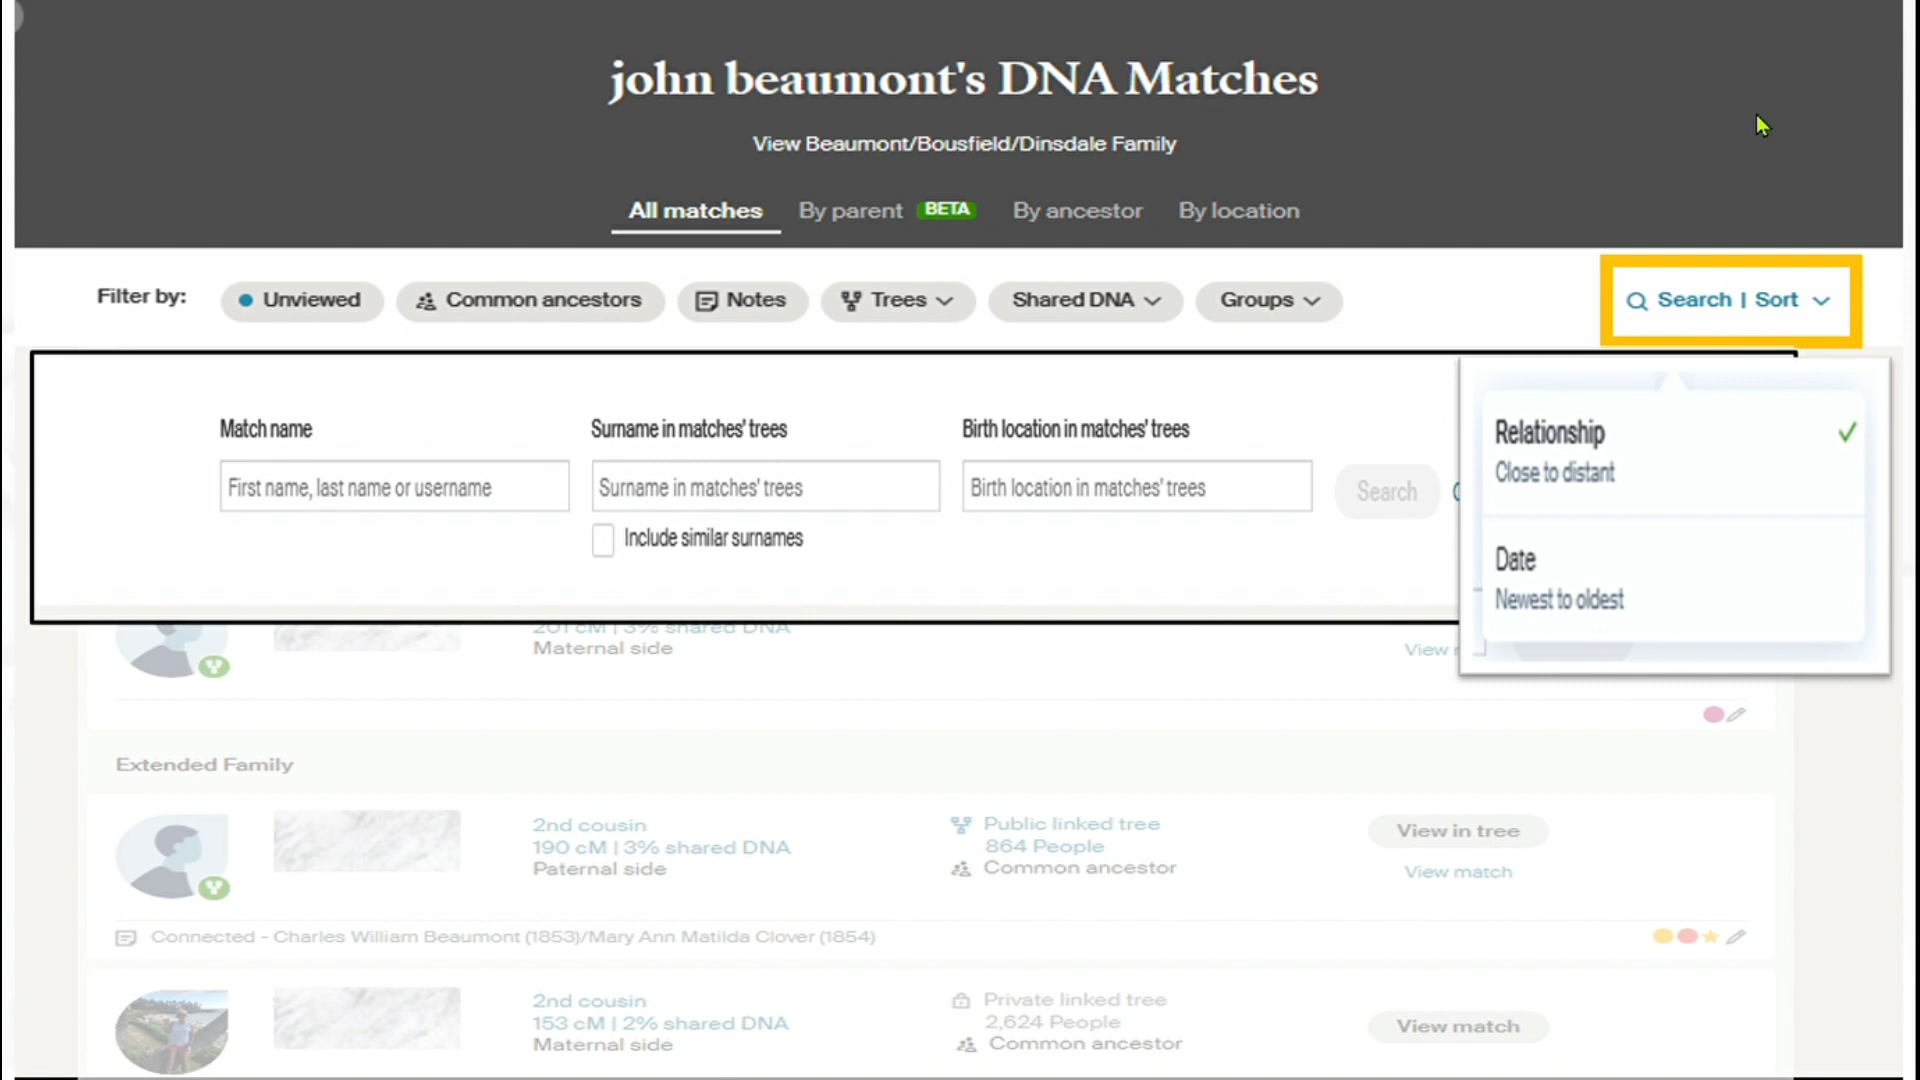 john beaumont's DNA Matches
View Beaumont/Bousfield/Dinsdale Family
All matches By parent BETA By ancestor By location
Filter by: Unviewed Common ancestors Notes Trees Shared DNA Groups Search | Sort
Match name Surname in matches' trees Birth location in matches' trees
First name, last name or username Surname in matches' trees Birth location in matches' trees Search
Include similar surnames
Relationship
Close to distant
Date
Newest to oldest
201 cM | 3% shared DNA
Maternal side
View
Extended Family
2nd cousin
190 cM | 3% shared DNA
Paternal side
Public linked tree
864 People
Common ancestor
View in tree
View match
Connected - Charles William Beaumont (1853)/Mary Ann Matilda Clover (1854)
2nd cousin
153 cM | 2% shared DNA
Maternal side
Private linked tree
2,624 People
Common ancestor
View match